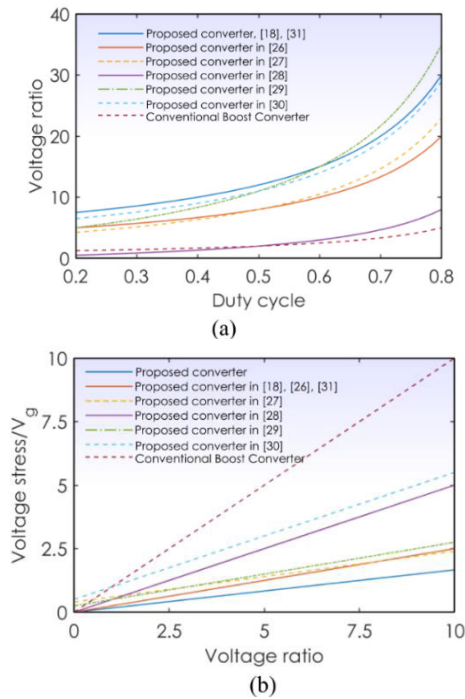 Voltage ratio
40
30
20
10
0
Proposed converter, [18], [31]
Proposed converter in [26]
Proposed converter in [27]
Proposed converter in [28]
Proposed converter in [29]
Proposed converter in [30]
Conventional Boost Converter
0.2 0.3 0.4 0.5 0.6 0.7 0.8
Duty cycle
(a)
Voltage stress/Vg
10
7.5
5
2.5
0
Proposed converter
Proposed converter in [18], [26], [31]
Proposed converter in [27]
Proposed converter in [28]
Proposed converter in [29]
Proposed converter in [30]
Conventional Boost Converter
0 2.5 5 7.5 10
Voltage ratio
(b)